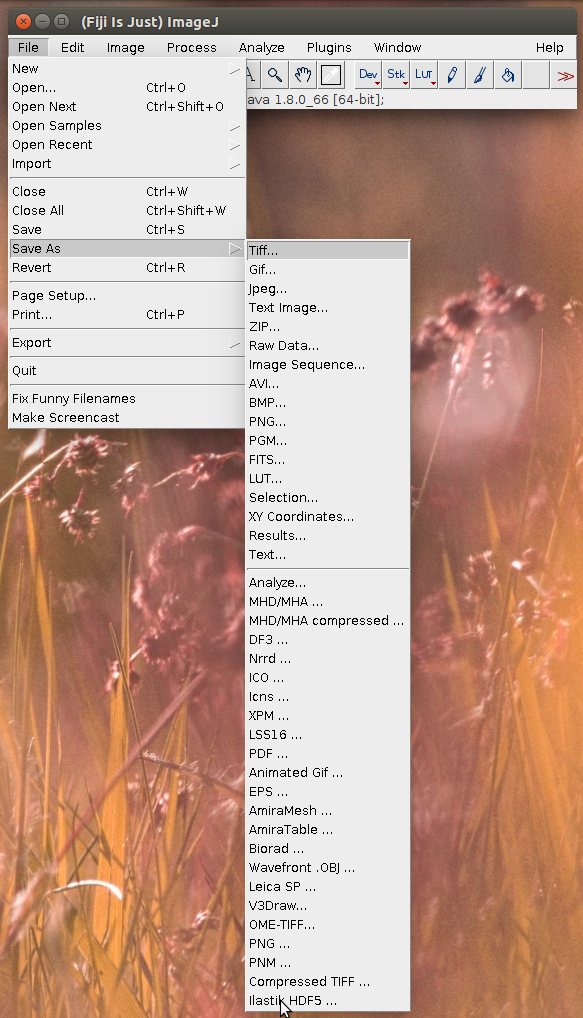 (Fiji Is Just) ImageJ
File Edit Image Process Analyze Plugins Window Help
Dev Stk LUT >>
ava 1.8.0_66 [64-bit];
New
Open... Ctrl+O
Open Next Ctrl+Shift+O
Open Samples
Open Recent
Import
Close Ctrl+W
Close All Ctrl+Shift+W
Save Ctrl+S
Save As
Revert Ctrl+R
Page Setup...
Print... Ctrl+P
Export
Quit
Fix Funny Filenames
Make Screencast
Tiff...
Gif...
Jpeg...
Text Image...
ZIP...
Raw Data...
Image Sequence...
AVI...
BMP...
PNG...
PGM...
FITS...
LUT...
Selection...
XY Coordinates...
Results...
Text...
Analyze...
MHD/MHA ...
MHD/MHA compressed ...
DF3 ...
Nrrd ...
ICO ...
Icns ...
XPM ...
LSS16 ...
PDF ...
Animated Gif ...
EPS ...
AmiraMesh ...
AmiraTable ...
Biorad ...
Wavefront .OBJ ...
Leica SP ...
V3Draw...
OME-TIFF...
PNG ...
PNM ...
Compressed TIFF ...
Ilastik HDF5 ...